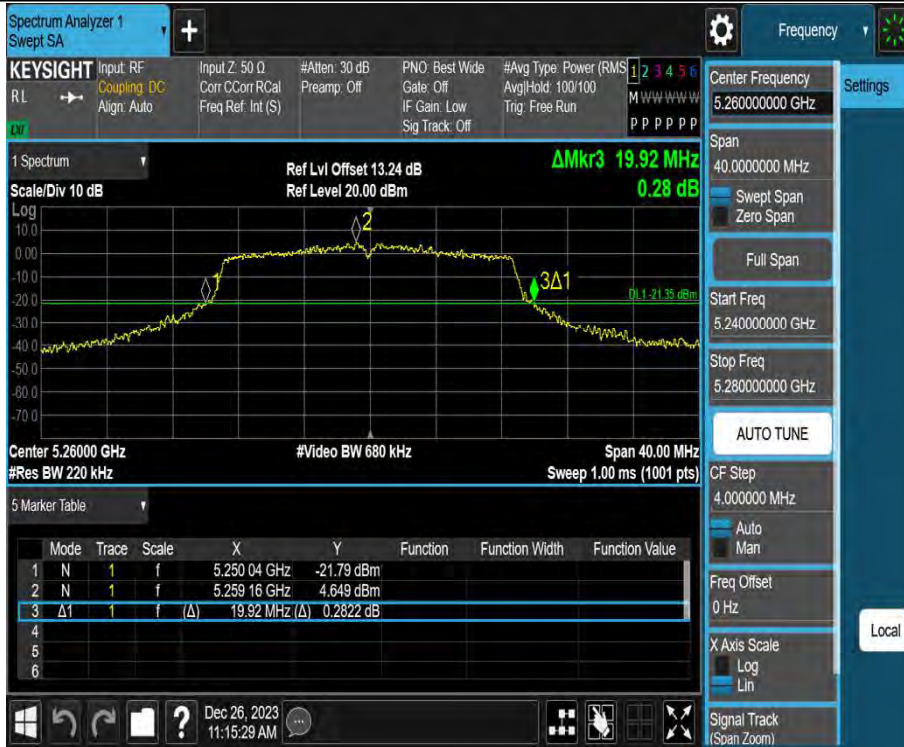 Spectrum Analyzer 1
Swept SA
+
Frequency
KEYSIGHT
R L
LXI
Input: RF
Coupling: DC
Align: Auto
Input Z: 50 Ω
Corr CCorr RCal
Freq Ref: Int (S)
#Atten: 30 dB
Preamp: Off
PNO: Best Wide
Gate: Off
IF Gain: Low
Sig Track: Off
#Avg Type: Power (RMS
Avg|Hold: 100/100
Trig: Free Run
1 2 3 4 5 6
M W W W W W
P P P P P P
1 Spectrum
Scale/Div 10 dB
Ref Lvl Offset 13.24 dB
Ref Level 20.00 dBm
ΔMkr3 19.92 MHz
0.28 dB
Log
10.0
0.00
-10.0
-20.0
-30.0
-40.0
-50.0
-60.0
-70.0
2
1
3Δ1
DL1 -21.35 dBm
Center 5.26000 GHz
#Res BW 220 kHz
#Video BW 680 kHz
Span 40.00 MHz
Sweep 1.00 ms (1001 pts)
5 Marker Table
Mode Trace Scale X Y Function Function Width Function Value
1 N 1 f 5.250 04 GHz -21.79 dBm
2 N 1 f 5.259 16 GHz 4.649 dBm
3 Δ1 1 f (Δ) 19.92 MHz (Δ) 0.2822 dB
4
5
6
?
Dec 26, 2023
11:15:29 AM
Center Frequency
5.260000000 GHz
Settings
Span
40.0000000 MHz
Swept Span
Zero Span
Full Span
Start Freq
5.240000000 GHz
Stop Freq
5.280000000 GHz
AUTO TUNE
CF Step
4.000000 MHz
Auto
Man
Freq Offset
0 Hz
Local
X Axis Scale
Log
Lin
Signal Track
(Span Zoom)